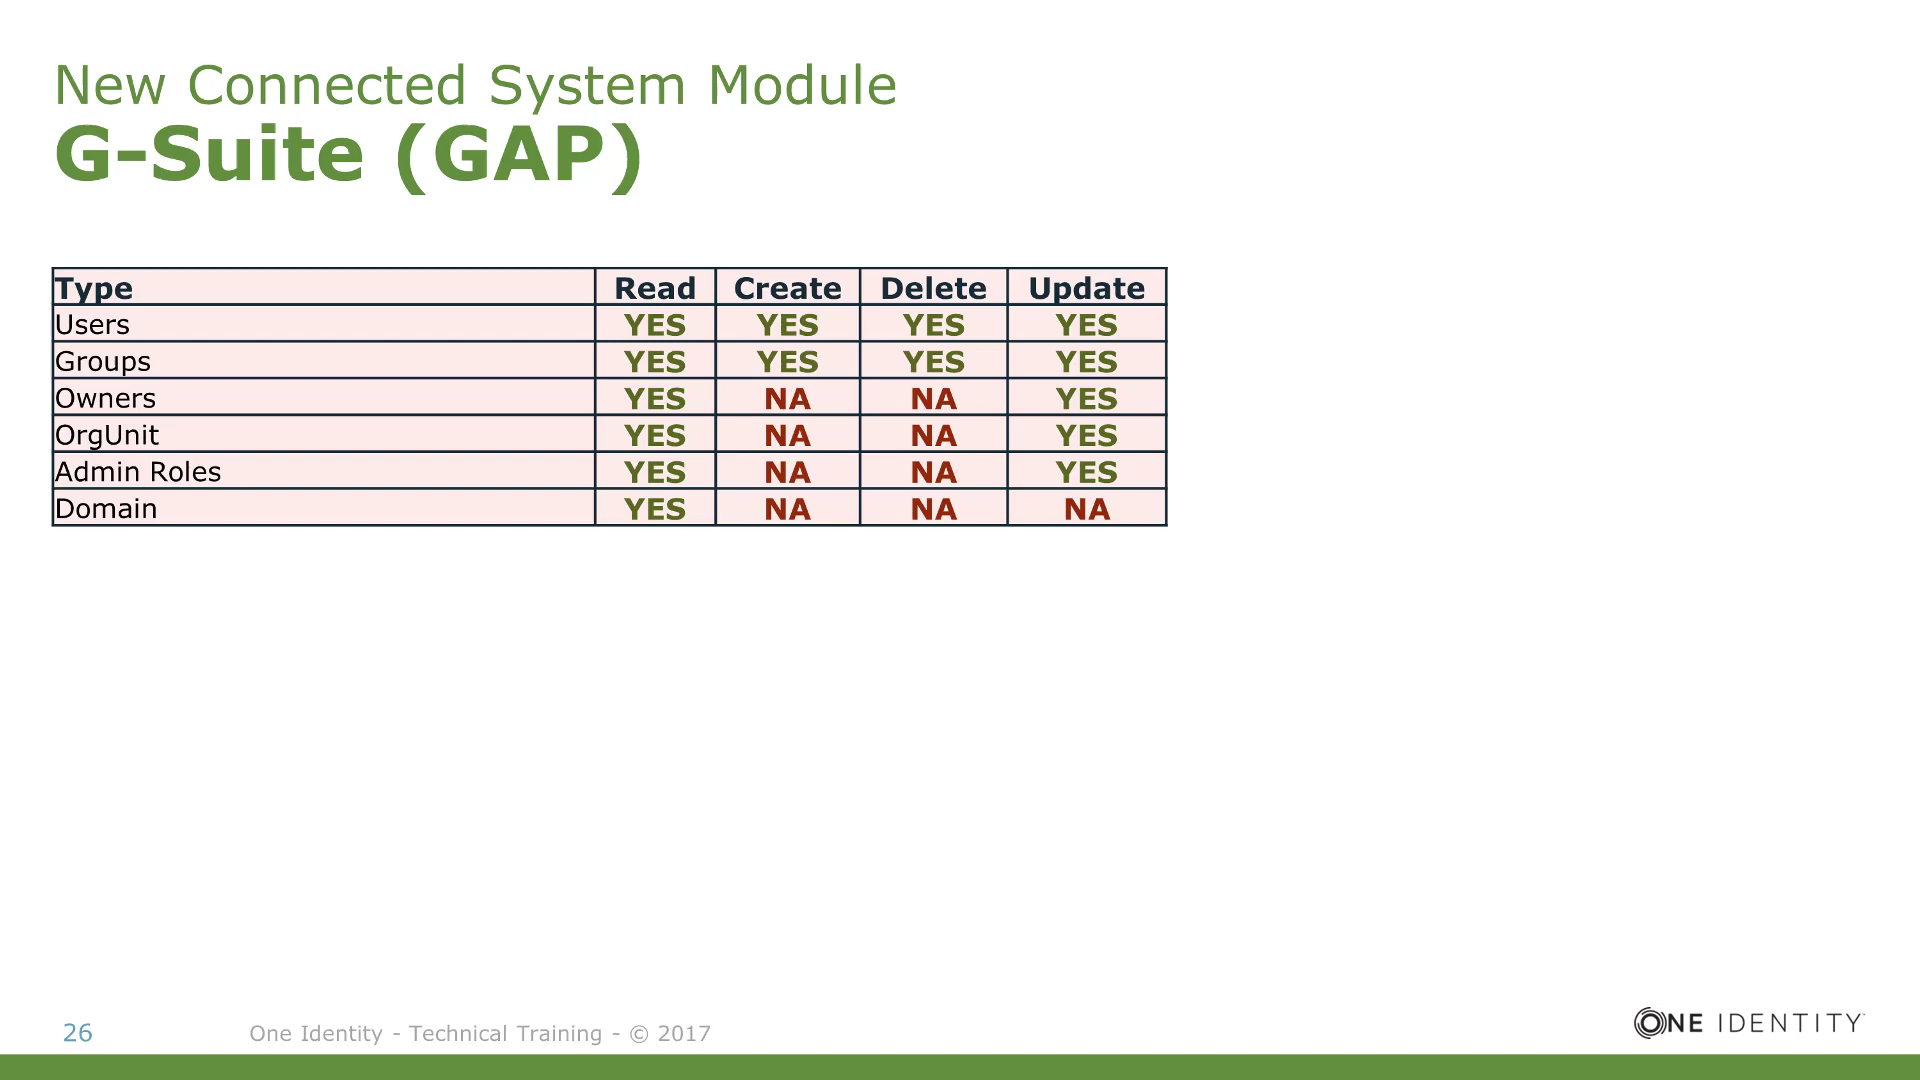 New Connected System Module
G-Suite (GAP)
Type Read Create Delete Update
Users YES YES YES YES
Groups YES YES YES YES
Owners YES NA NA YES
OrgUnit YES NA NA YES
Admin Roles YES NA NA YES
Domain YES NA NA NA
26 One Identity - Technical Training - © 2017
ONE IDENTITY